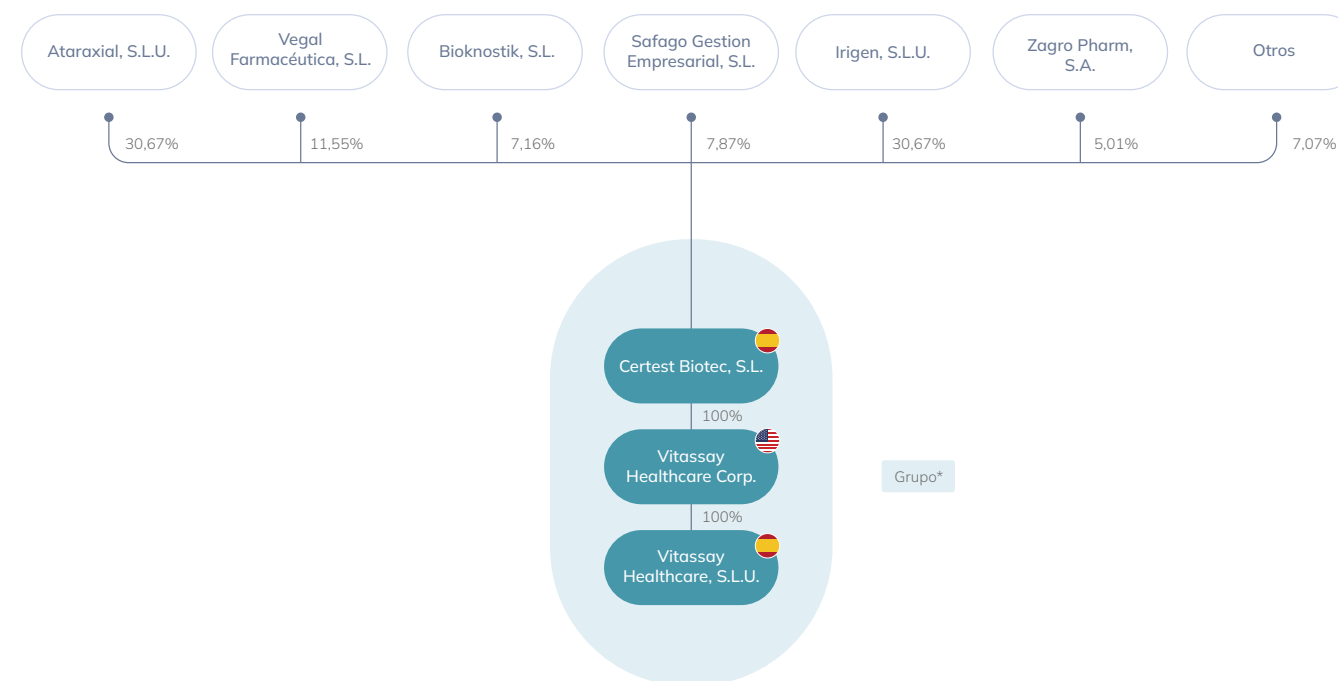 Ataraxial, S.L.U.
Vegal
Farmacéutica, S.L.
Bioknostik, S.L.
Safago Gestion
Empresarial, S.L.
Irigen, S.L.U.
Zagro Pharm,
S.A.
Otros
30,67%
11,55%
7,16%
7,87%
30,67%
5,01%
7,07%
Certest Biotec, S.L.
100%
Vitassay
Healthcare Corp.
Grupo*
100%
Vitassay
Healthcare, S.L.U.